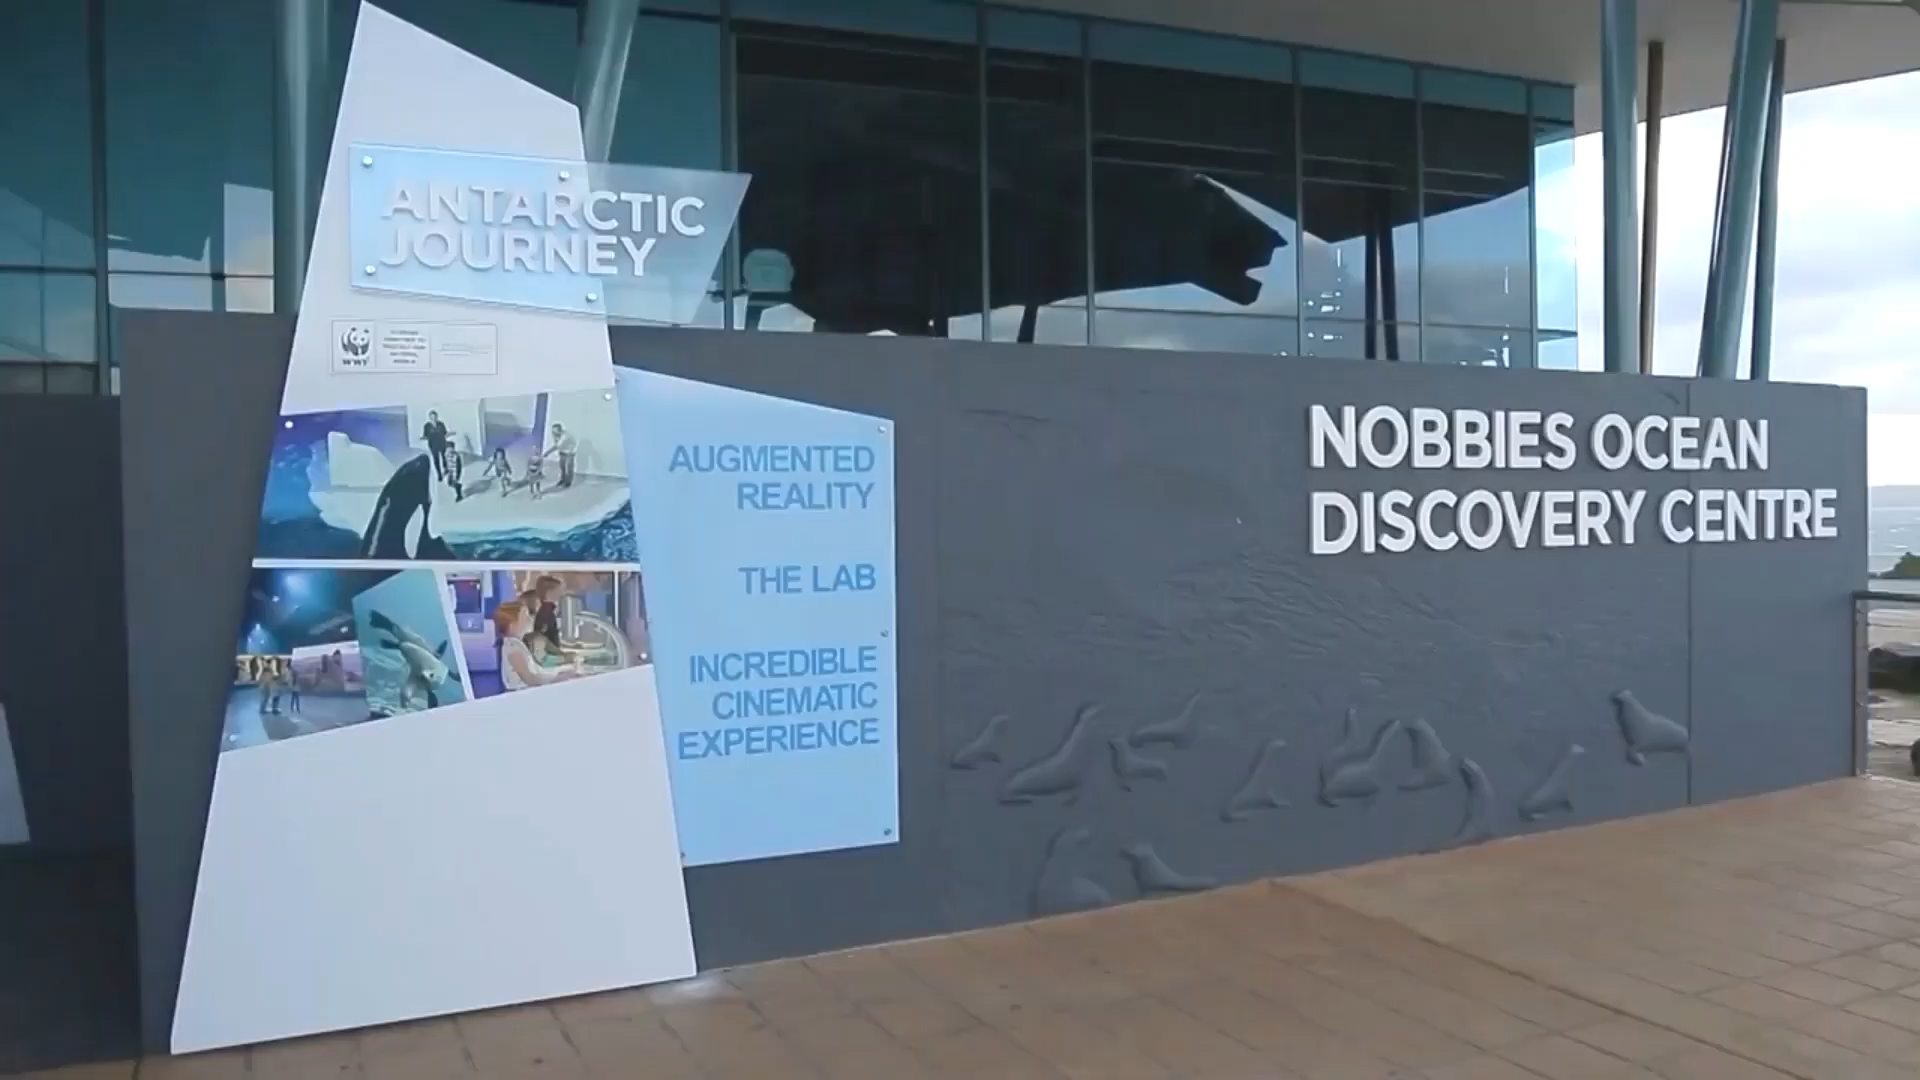 ANTARCTIC
JOURNEY
WWF
AUGMENTED
REALITY
THE LAB
INCREDIBLE
CINEMATIC
EXPERIENCE
NOBBIES OCEAN
DISCOVERY CENTRE